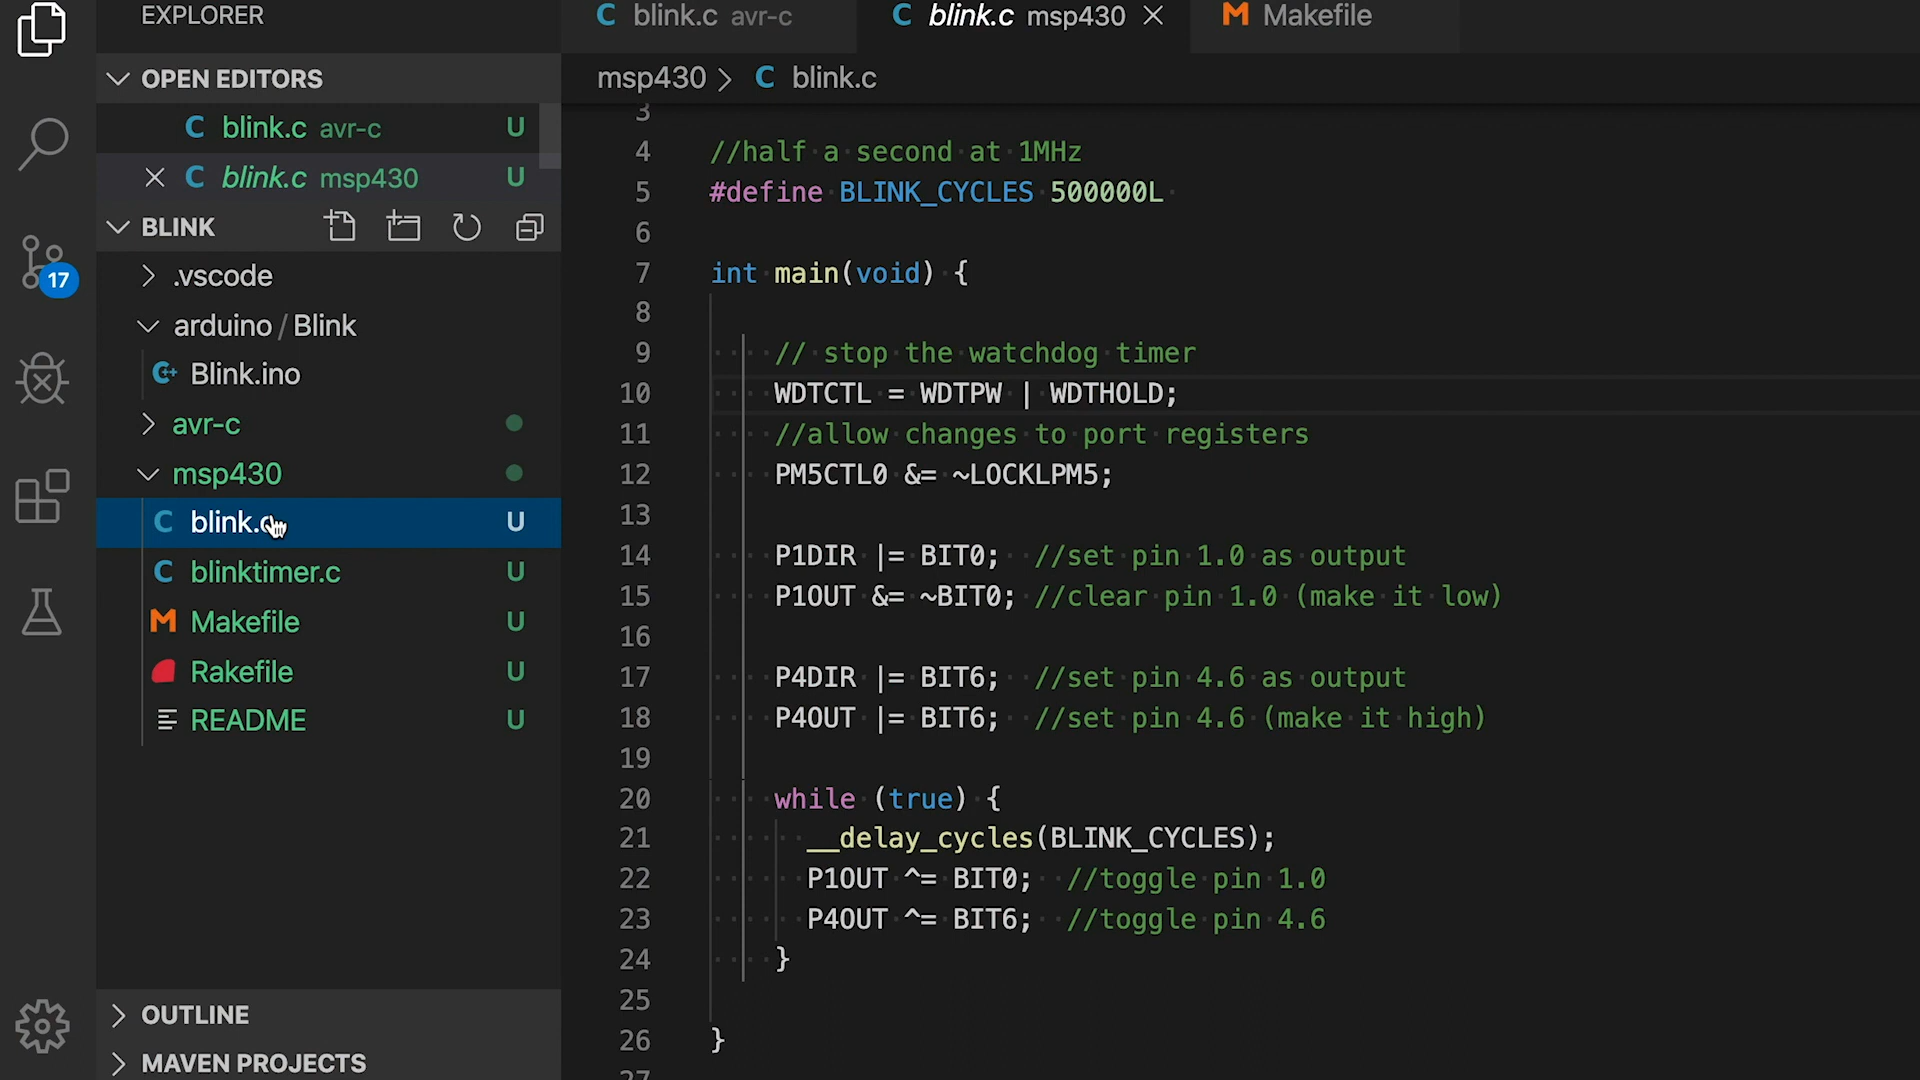 EXPLORER
OPEN EDITORS
C blink.c avr-c U
C blink.c msp430 U
BLINK
.vscode
arduino / Blink
Blink.ino
avr-c
msp430
C blink.c U
C blinktimer.c U
Makefile U
Rakefile U
README U
OUTLINE
MAVEN PROJECTS
17
C blink.c avr-c
C blink.c msp430
M Makefile
msp430 > C blink.c
3
4 //half a second at 1MHz
5 #define BLINK_CYCLES 500000L
6
7 int main(void) {
8
9 // stop the watchdog timer
10 WDTCTL = WDTPW | WDTHOLD;
11 //allow changes to port registers
12 PM5CTL0 &= ~LOCKLPM5;
13
14 P1DIR |= BIT0; //set pin 1.0 as output
15 P1OUT &= ~BIT0; //clear pin 1.0 (make it low)
16
17 P4DIR |= BIT6; //set pin 4.6 as output
18 P4OUT |= BIT6; //set pin 4.6 (make it high)
19
20 while (true) {
21 __delay_cycles(BLINK_CYCLES);
22 P1OUT ^= BIT0; //toggle pin 1.0
23 P4OUT ^= BIT6; //toggle pin 4.6
24 }
25
26 }
27